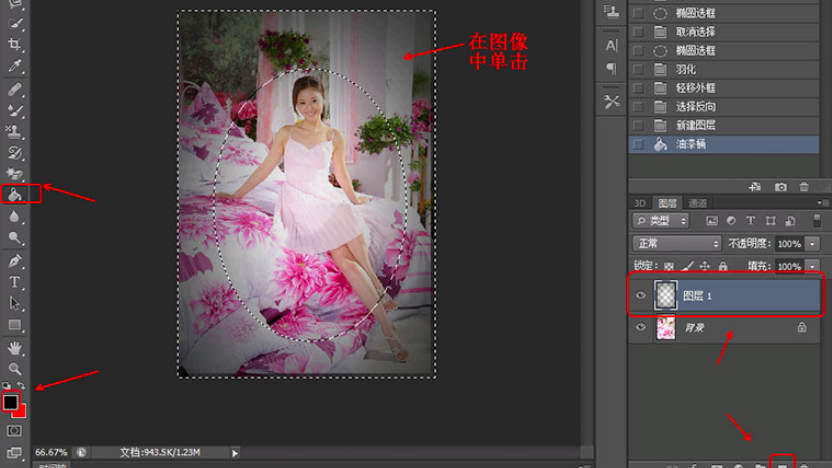 在图像
中单击
椭圆选框
取消选择
椭圆选框
羽化
轻移外框
选择反向
新建图层
油漆桶
3D 图层 通道
类型
正常 不透明度: 100%
锁定: 填充: 100%
图层 1
背景
66.67% 文档:943.5K/1.23M
时间轴